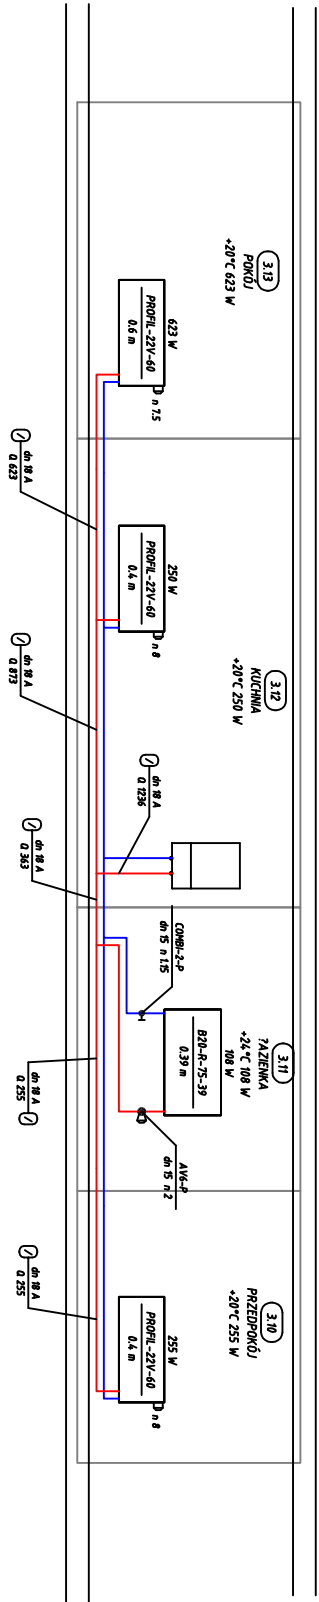 3.13
POKÓJ
+20°C 623 W
623 W
PROFIL-22V-60
0.6 m
n 7.5
dn 18 A
Q 623
3.12
KUCHNIA
+20°C 250 W
250 W
PROFIL-22V-60
0.4 m
n 8
dn 18 A
Q 873
dn 18 A
Q 1236
dn 18 A
Q 363
COMBI-2-P
dn 15 n 1.15
3.11
?AZIENKA
+24°C 108 W
108 W
B20-R-75-39
0.39 m
AV6-P
dn 15 n 2
dn 18 A
Q 255
3.10
PRZEDPOKÓJ
+20°C 255 W
255 W
PROFIL-22V-60
0.4 m
n 8
dn 18 A
Q 255